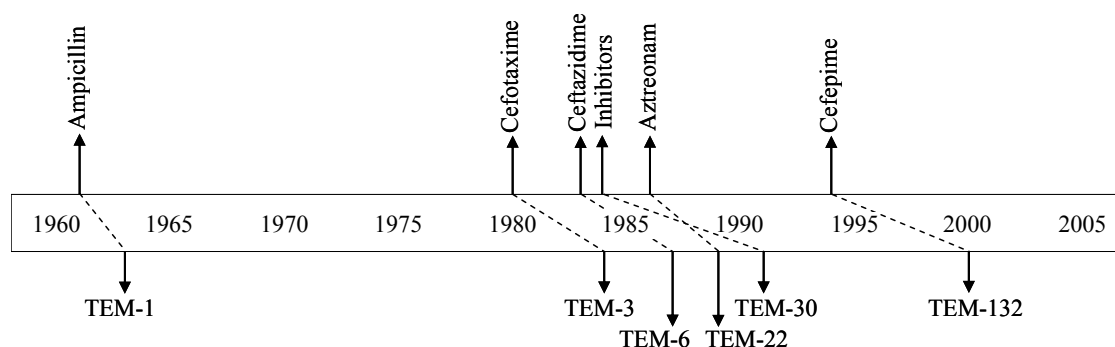 Ampicillin
Cefotaxime
Ceftazidime
Inhibitors
Aztreonam
Cefepime
1960 1965 1970 1975 1980 1985 1990 1995 2000 2005
TEM-1
TEM-3
TEM-30
TEM-132
TEM-6
TEM-22